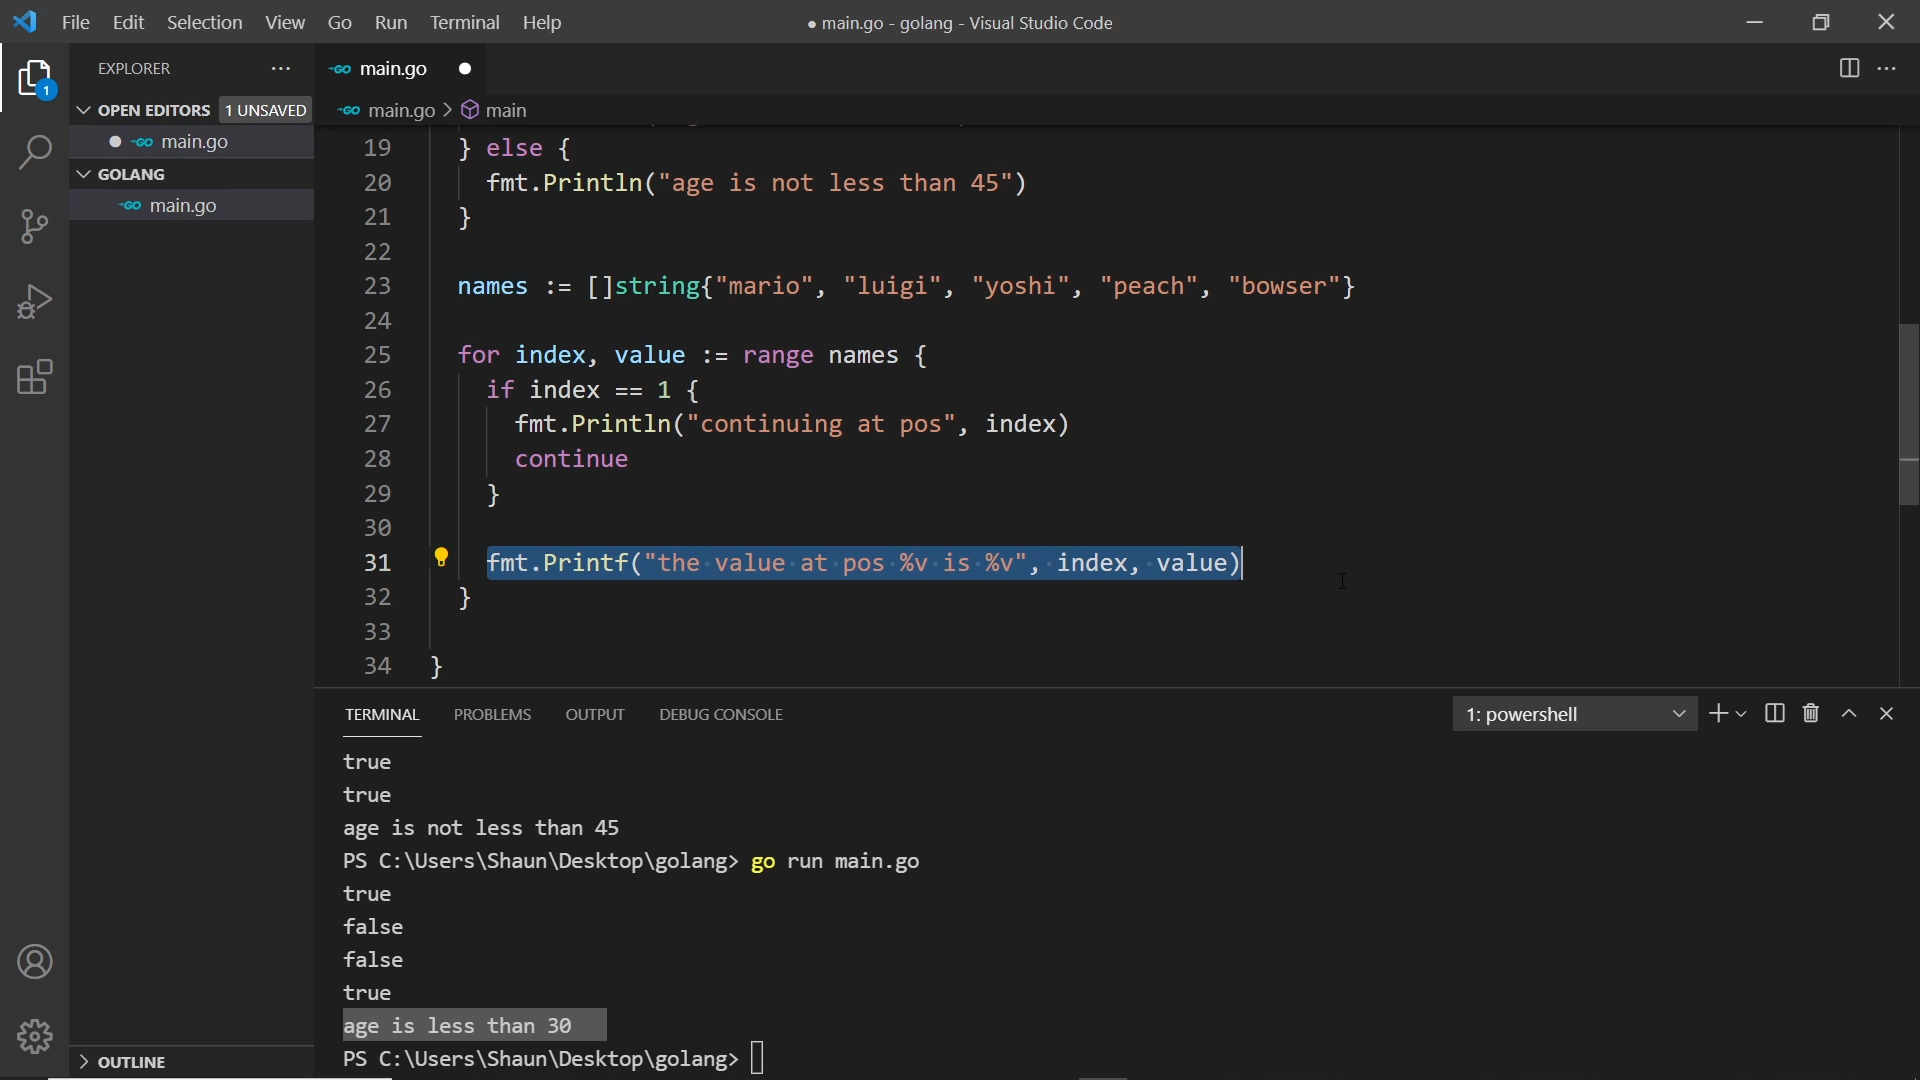 File Edit Selection View Go Run Terminal Help
● main.go - golang - Visual Studio Code
EXPLORER
1
OPEN EDITORS 1 UNSAVED
main.go
GOLANG
main.go
OUTLINE
main.go
main.go > main
19 } else {
20 fmt.Println("age is not less than 45")
21 }
22
23 names := []string{"mario", "luigi", "yoshi", "peach", "bowser"}
24
25 for index, value := range names {
26 if index == 1 {
27 fmt.Println("continuing at pos", index)
28 continue
29 }
30
31 fmt.Printf("the value at pos %v is %v", index, value)
32 }
33
34 }
TERMINAL PROBLEMS OUTPUT DEBUG CONSOLE
1: powershell
true
true
age is not less than 45
PS C:\Users\Shaun\Desktop\golang> go run main.go
true
false
false
true
age is less than 30
PS C:\Users\Shaun\Desktop\golang>